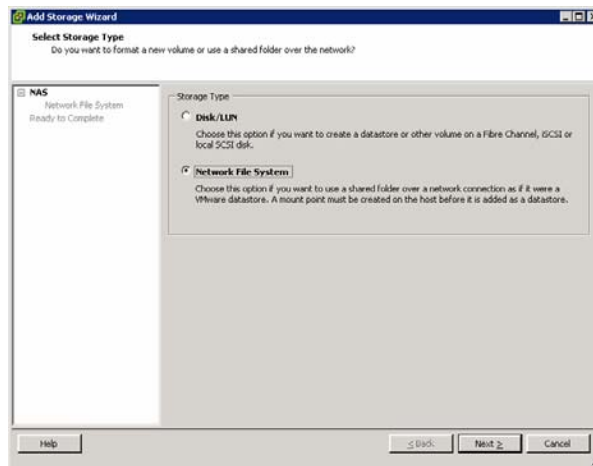 Add Storage Wizard
Select Storage Type
Do you want to format a new volume or use a shared folder over the network?
NAS
Network File System
Ready to Complete
Storage Type
Disk/LUN
Choose this option if you want to create a datastore or other volume on a Fibre Channel, iSCSI or
local SCSI disk.
Network File System
Choose this option if you want to use a shared folder over a network connection as if it were a
VMware datastore. A mount point must be created on the host before it is added as a datastore.
Help
< Back
Next >
Cancel